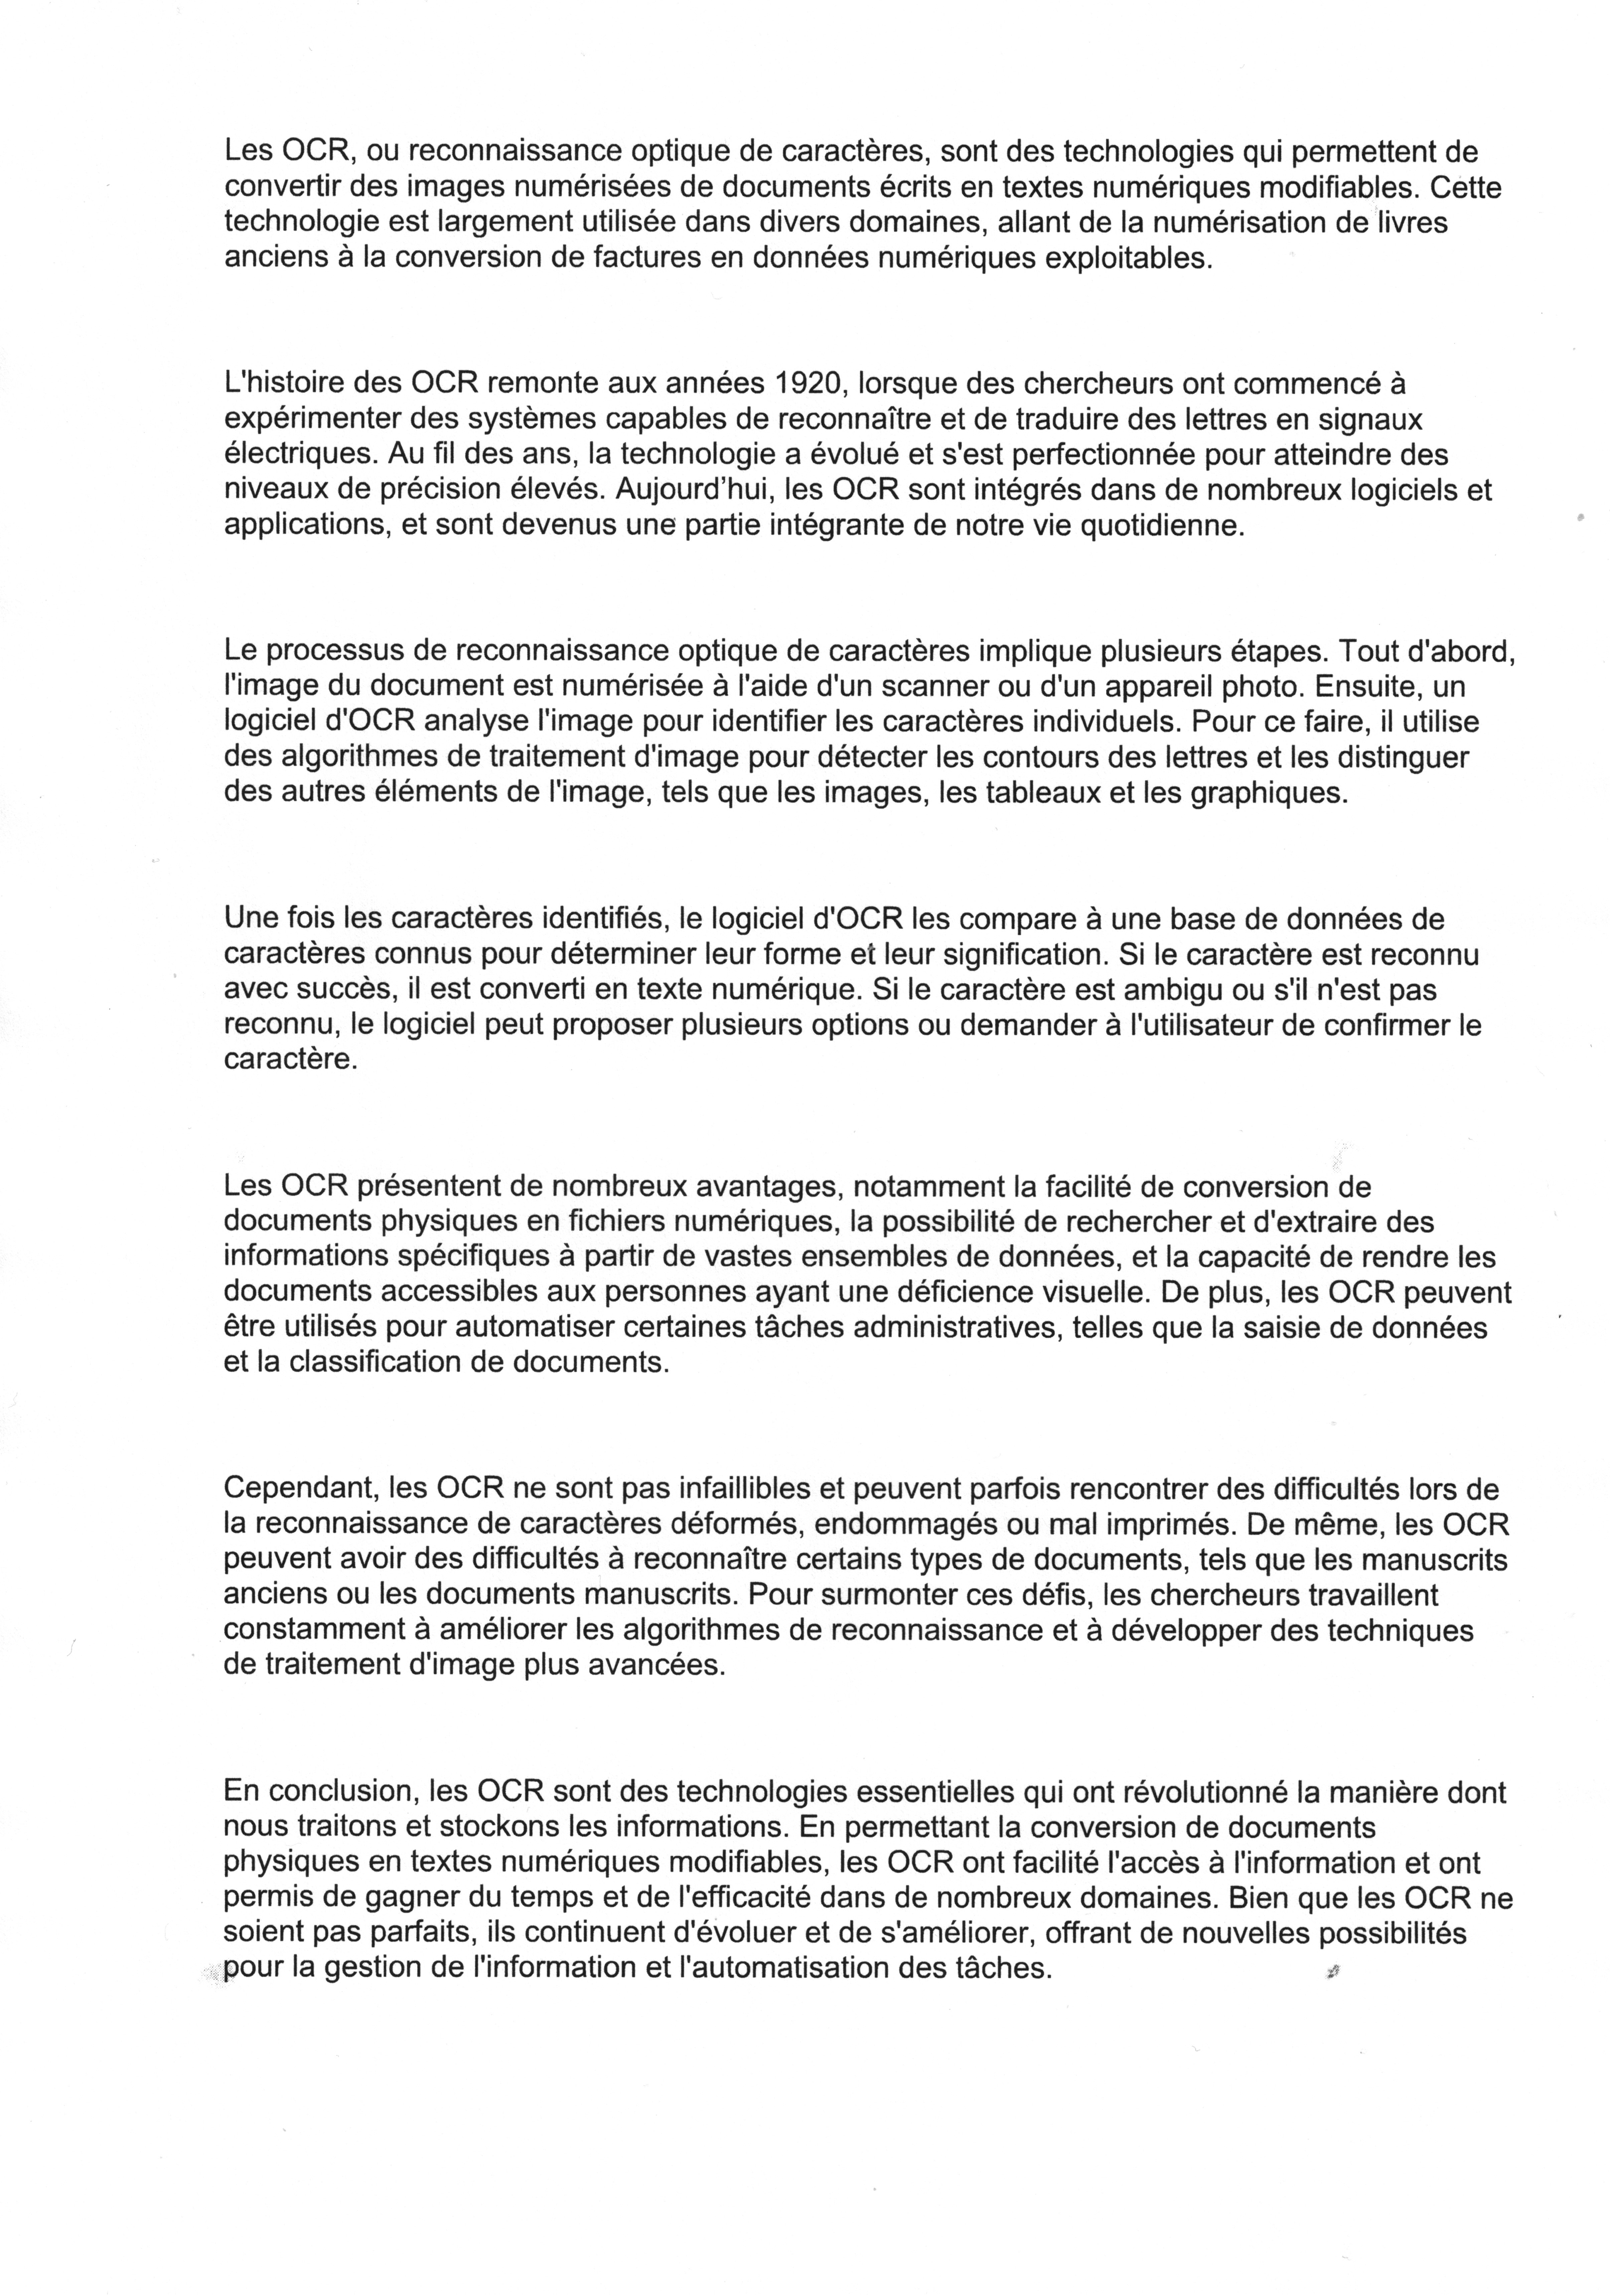 Les OCR, ou reconnaissance optique de caractères, sont des technologies qui permettent de
convertir des images numérisées de documents écrits en textes numériques modifiables. Cette
technologie est largement utilisée dans divers domaines, allant de la numérisation de livres
anciens à la conversion de factures en données numériques exploitables.
L'histoire des OCR remonte aux années 1920, lorsque des chercheurs ont commencé à
expérimenter des systèmes capables de reconnaître et de traduire des lettres en signaux
électriques. Au fil des ans, la technologie a évolué et s'est perfectionnée pour atteindre des
niveaux de précision élevés. Aujourd’hui, les OCR sont intégrés dans de nombreux logiciels et
applications, et sont devenus une partie intégrante de notre vie quotidienne.
Le processus de reconnaissance optique de caractères implique plusieurs étapes. Tout d'abord,
l'image du document est numérisée à l'aide d'un scanner ou d'un appareil photo. Ensuite, un
logiciel d'OCR analyse l'image pour identifier les caractères individuels. Pour ce faire, il utilise
des algorithmes de traitement d'image pour détecter les contours des lettres et les distinguer
des autres éléments de l'image, tels que les images, les tableaux et les graphiques.
Une fois les caractères identifiés, le logiciel d'OCR les compare à une base de données de
caractères connus pour déterminer leur forme et leur signification. Si le caractère est reconnu
avec succès, il est converti en texte numérique. Si le caractère est ambigu ou s'il n'est pas
reconnu, le logiciel peut proposer plusieurs options ou demander à l'utilisateur de confirmer le
caractère.
Les OCR présentent de nombreux avantages, notamment la facilité de conversion de
documents physiques en fichiers numériques, la possibilité de rechercher et d'extraire des
informations spécifiques à partir de vastes ensembles de données, et la capacité de rendre les
documents accessibles aux personnes ayant une déficience visuelle. De plus, les OCR peuvent
être utilisés pour automatiser certaines tâches administratives, telles que la saisie de données
et la classification de documents.
Cependant, les OCR ne sont pas infaillibles et peuvent parfois rencontrer des difficultés lors de
la reconnaissance de caractères déformés, endommagés ou mal imprimés. De même, les OCR
peuvent avoir des difficultés à reconnaître certains types de documents, tels que les manuscrits
anciens ou les documents manuscrits. Pour surmonter ces défis, les chercheurs travaillent
constamment à améliorer les algorithmes de reconnaissance et à développer des techniques
de traitement d'image plus avancées.
En conclusion, les OCR sont des technologies essentielles qui ont révolutionné la manière dont
nous traitons et stockons les informations. En permettant la conversion de documents
physiques en textes numériques modifiables, les OCR ont facilité l'accès à l'information et ont
permis de gagner du temps et de l'efficacité dans de nombreux domaines. Bien que les OCR ne
soient pas parfaits, ils continuent d'évoluer et de s'améliorer, offrant de nouvelles possibilités
pour la gestion de l'information et l'automatisation des tâches.